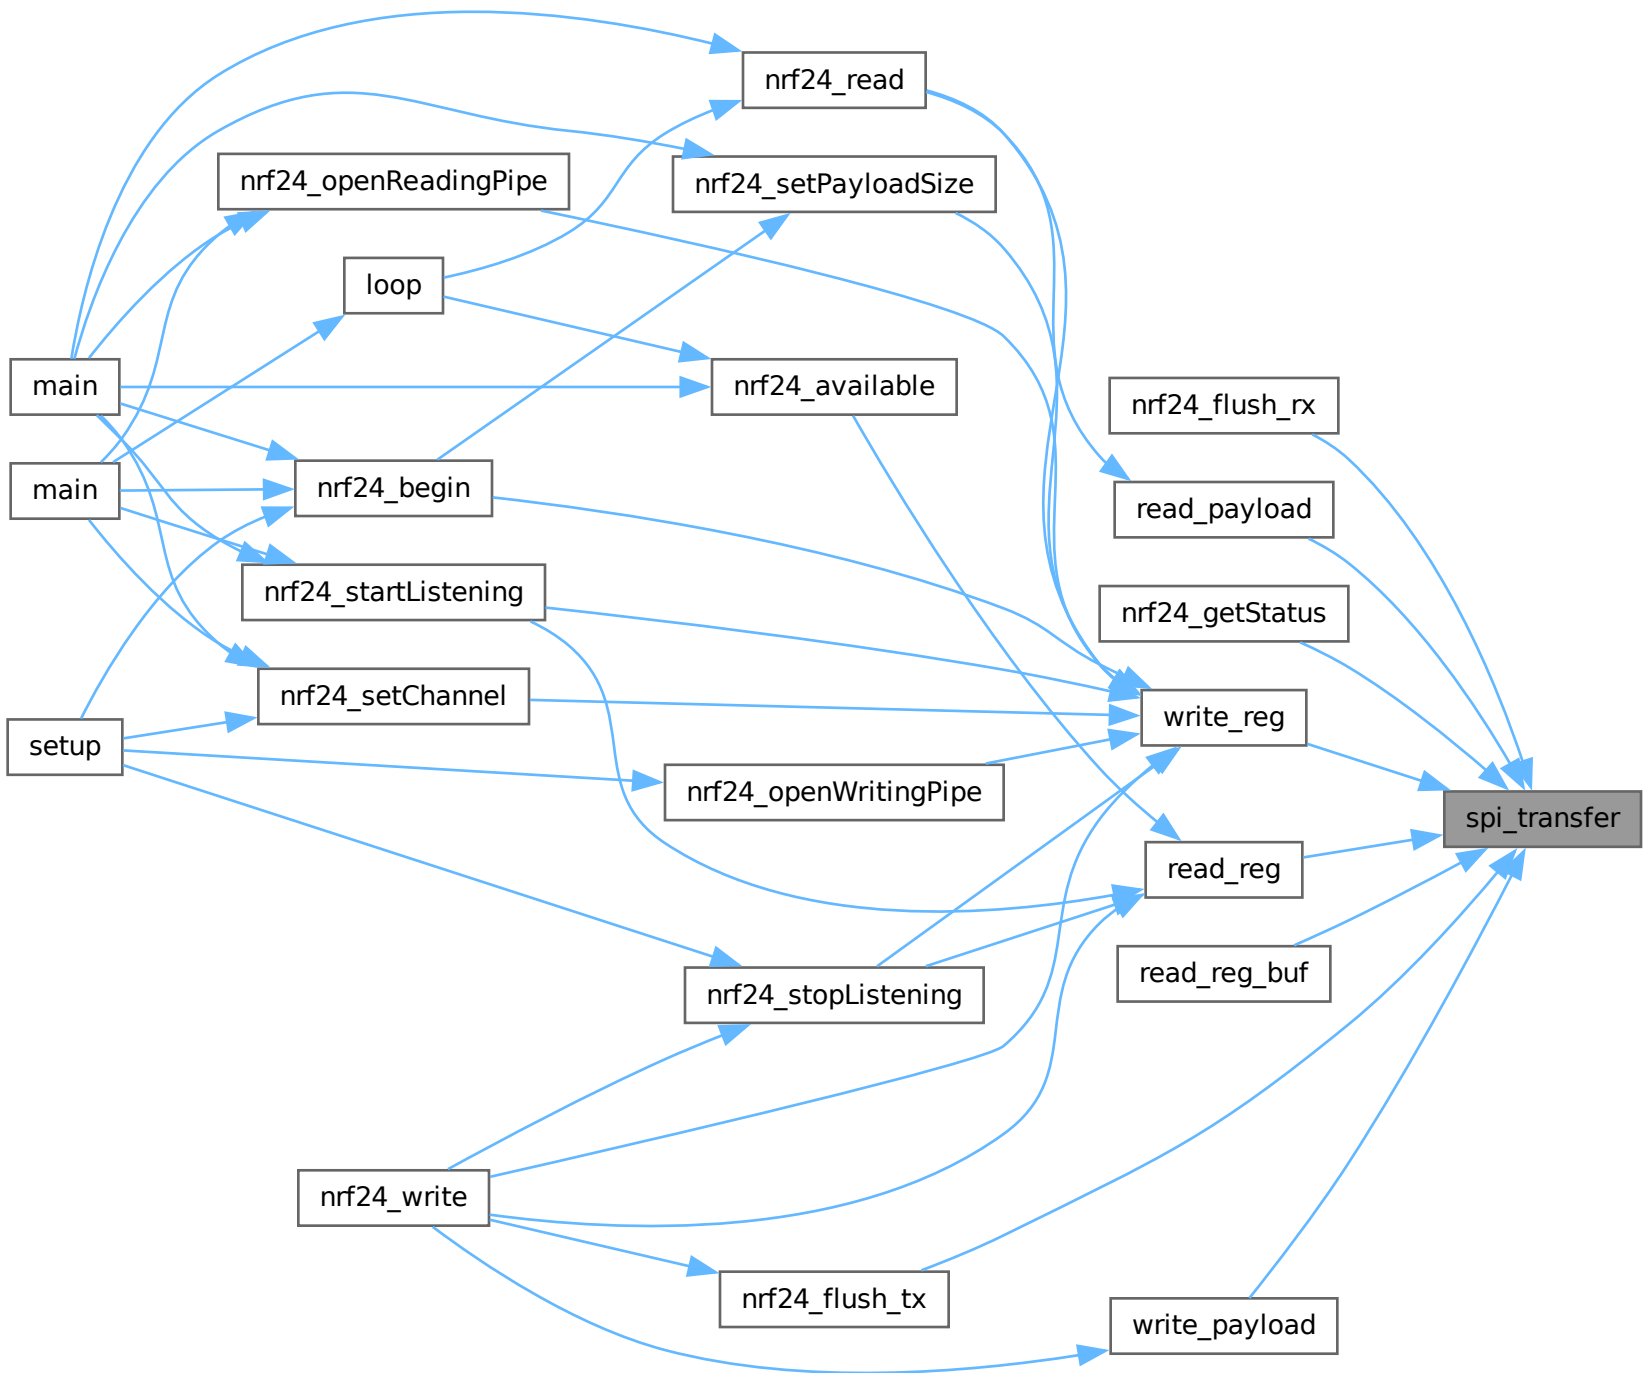 nrf24_read
nrf24_openReadingPipe
nrf24_setPayloadSize
loop
main
nrf24_available
nrf24_flush_rx
main
nrf24_begin
read_payload
nrf24_startListening
nrf24_getStatus
nrf24_setChannel
write_reg
setup
nrf24_openWritingPipe
spi_transfer
read_reg
read_reg_buf
nrf24_stopListening
nrf24_write
nrf24_flush_tx
write_payload